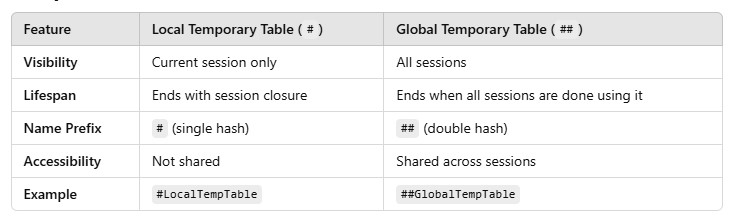 Feature Local Temporary Table ( # ) Global Temporary Table ( ## )
Visibility Current session only All sessions
Lifespan Ends with session closure Ends when all sessions are done using it
Name Prefix # (single hash) ## (double hash)
Accessibility Not shared Shared across sessions
Example #LocalTempTable ##GlobalTempTable